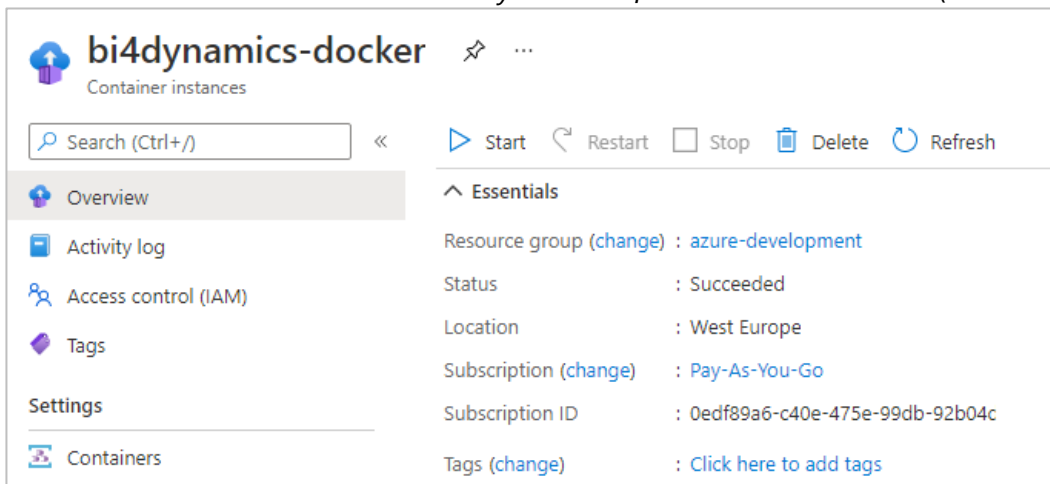 bi4dynamics-docker
Container instances
Search (Ctrl+/)
Start Restart Stop Delete Refresh
Overview
Activity log
Access control (IAM)
Tags
Settings
Containers
Essentials
Resource group (change) : azure-development
Status : Succeeded
Location : West Europe
Subscription (change) : Pay-As-You-Go
Subscription ID : 0edf89a6-c40e-475e-99db-92b04c
Tags (change) : Click here to add tags